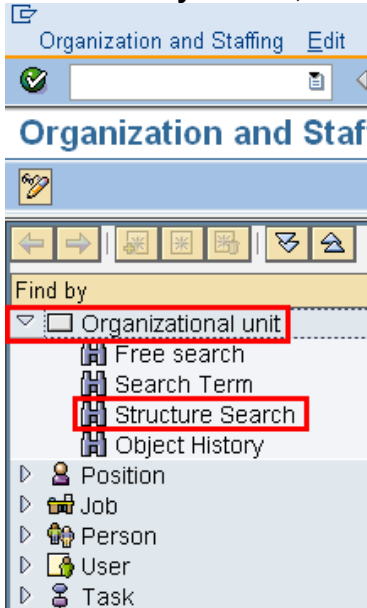 Organization and Staffing Edit
Organization and Staf
Find by
Organizational unit
Free search
Search Term
Structure Search
Object History
Position
Job
Person
User
Task